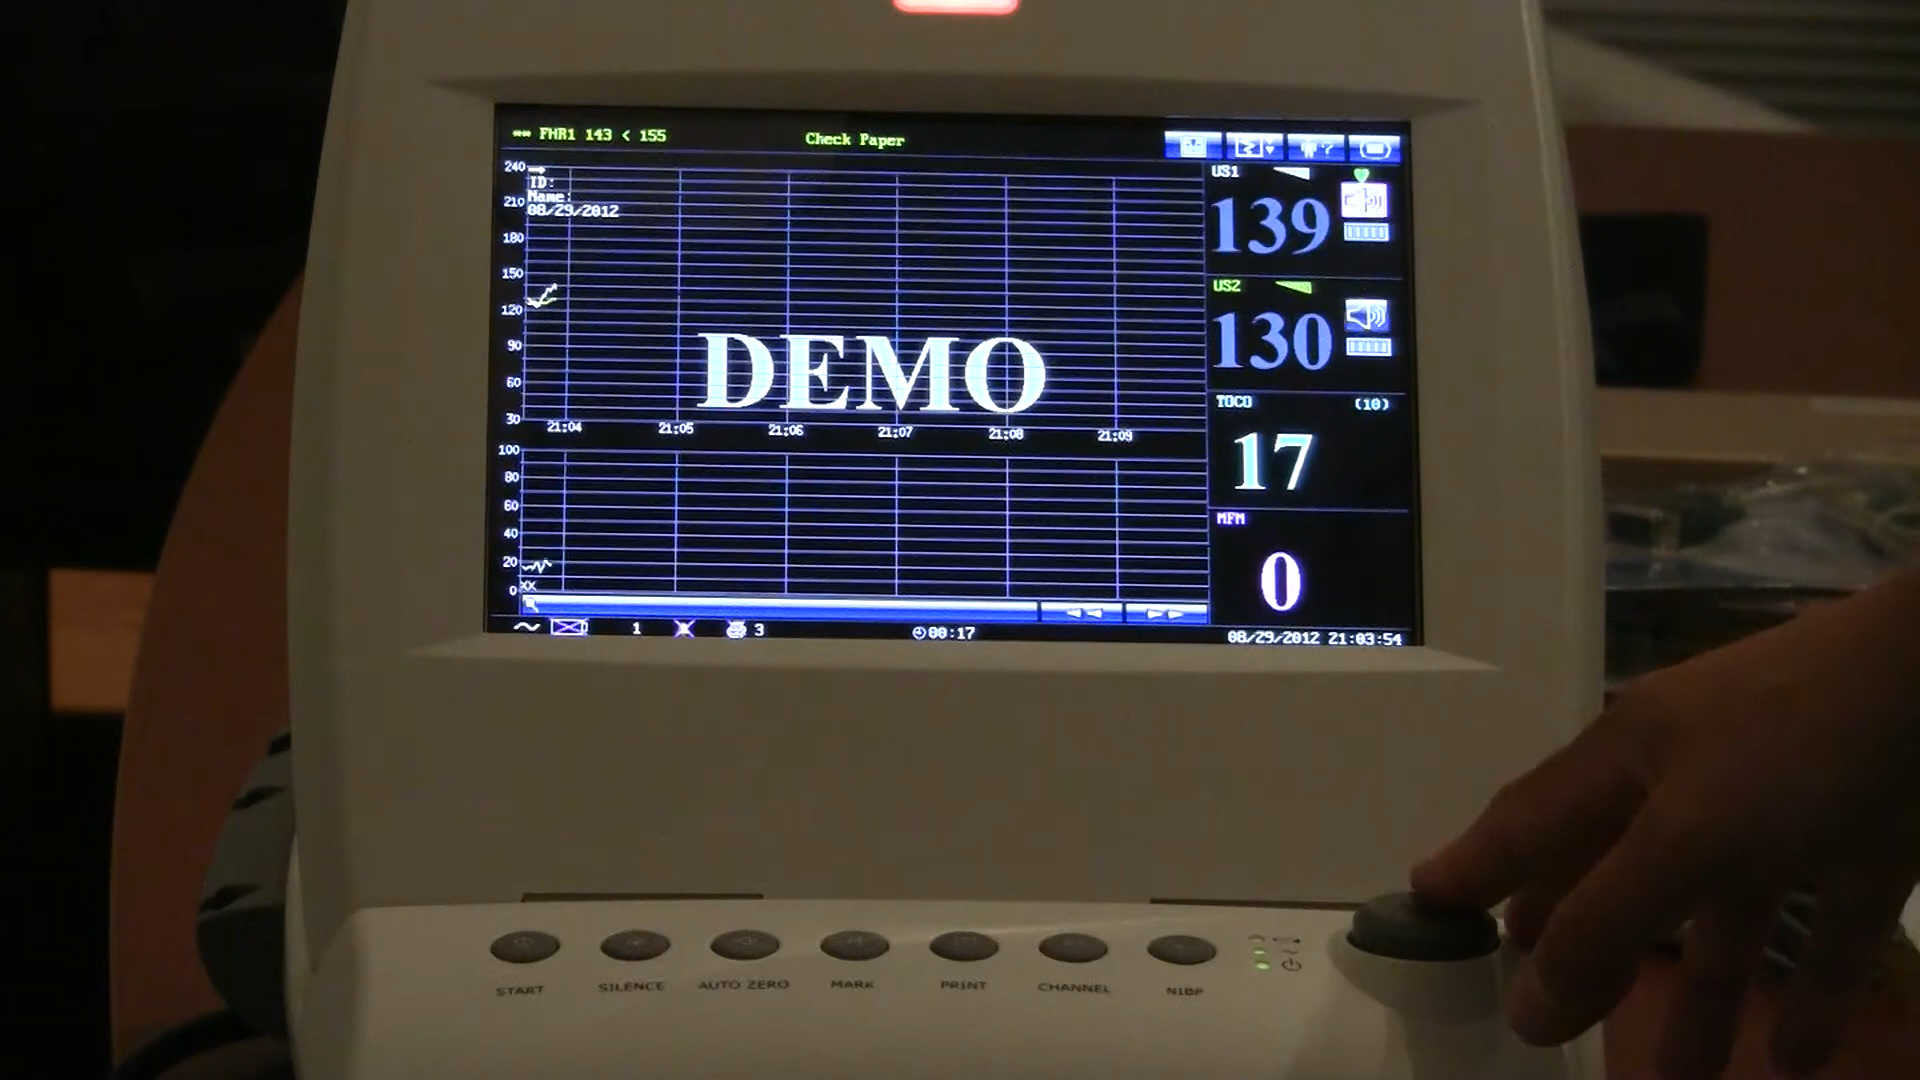 ** FHR1 143 < 155
Check Paper
240
210
180
150
120
90
60
30
ID:
Name:
08/29/2012
DEMO
21:04
21:05
21:06
21:07
21:08
21:09
100
80
60
40
20
0
US1
139
US2
130
TOCO
(10)
17
MFM
0
1
3
00:17
08/29/2012 21:03:54
START
SILENCE
AUTO ZERO
MARK
PRINT
CHANNEL
NIBP